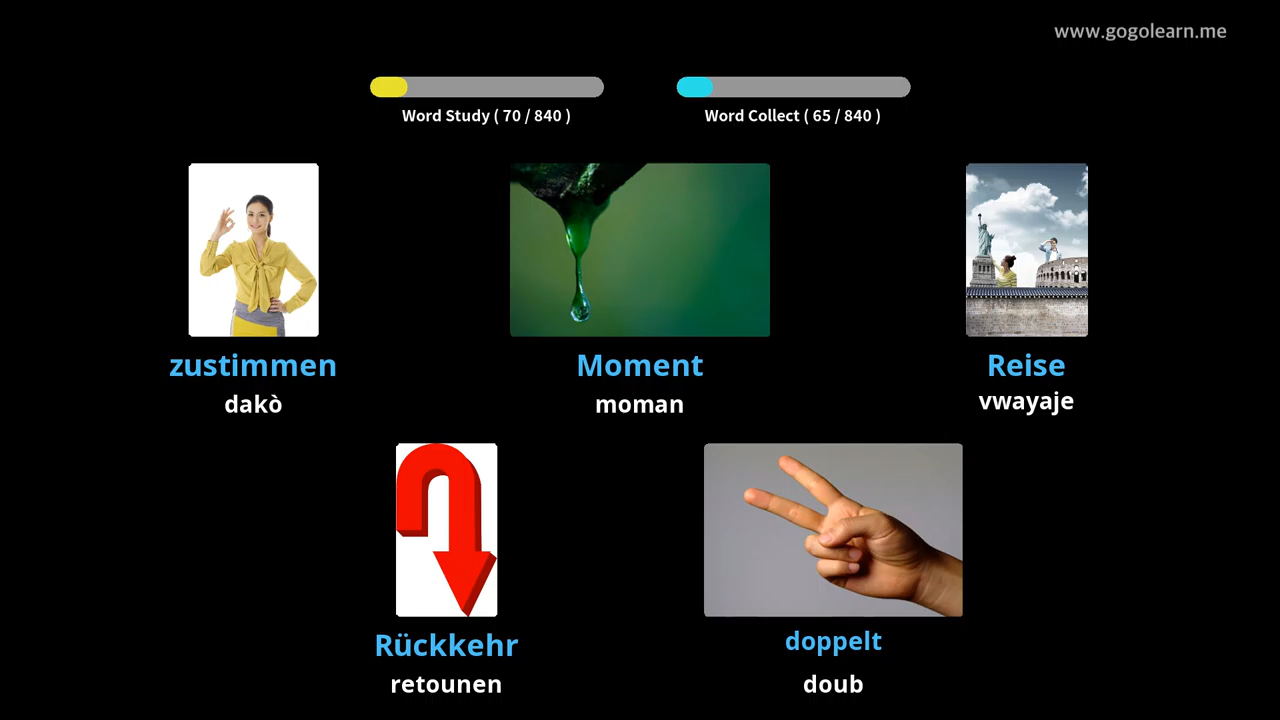 www.gogolearn.me
Word Study ( 70 / 840 )
Word Collect ( 65 / 840 )
zustimmen
dakò
Moment
moman
Reise
vwayaje
Rückkehr
retounen
doppelt
doub